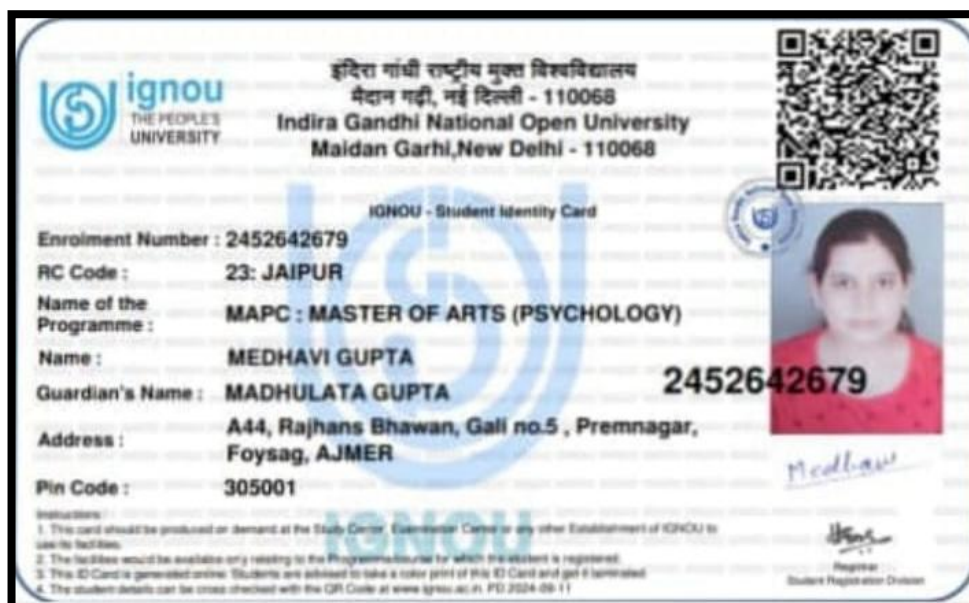 ignou
THE PEOPLE'S
UNIVERSITY
इंदिरा गांधी राष्ट्रीय मुक्त विश्वविद्यालय
मैदान गढ़ी, नई दिल्ली - 110068
Indira Gandhi National Open University
Maidan Garhi,New Delhi - 110068
IGNOU - Student Identity Card
Enrolment Number : 2452642679
RC Code : 23: JAIPUR
Name of the Programme : MAPC : MASTER OF ARTS (PSYCHOLOGY)
Name : MEDHAVI GUPTA
Guardian's Name : MADHULATA GUPTA
2452642679
Address : A44, Rajhans Bhawan, Gali no.5 , Premnagar,
Foysag, AJMER
Pin Code : 305001
Medhavi
IGNOU
Instructions :
1. This card should be produced on demand at the Study Center, Examination Center or any other Establishment of IGNOU to
use its facilities.
2. The facilities would be available only relating to the Programme/course for which the student is registered.
3. This ID Card is generated online. Students are advised to take a color print of this ID Card and get it laminated.
4. The student details can be cross checked with the QR Code at www.ignou.ac.in. PD 2024-09-11
Registrar
Student Registration Division